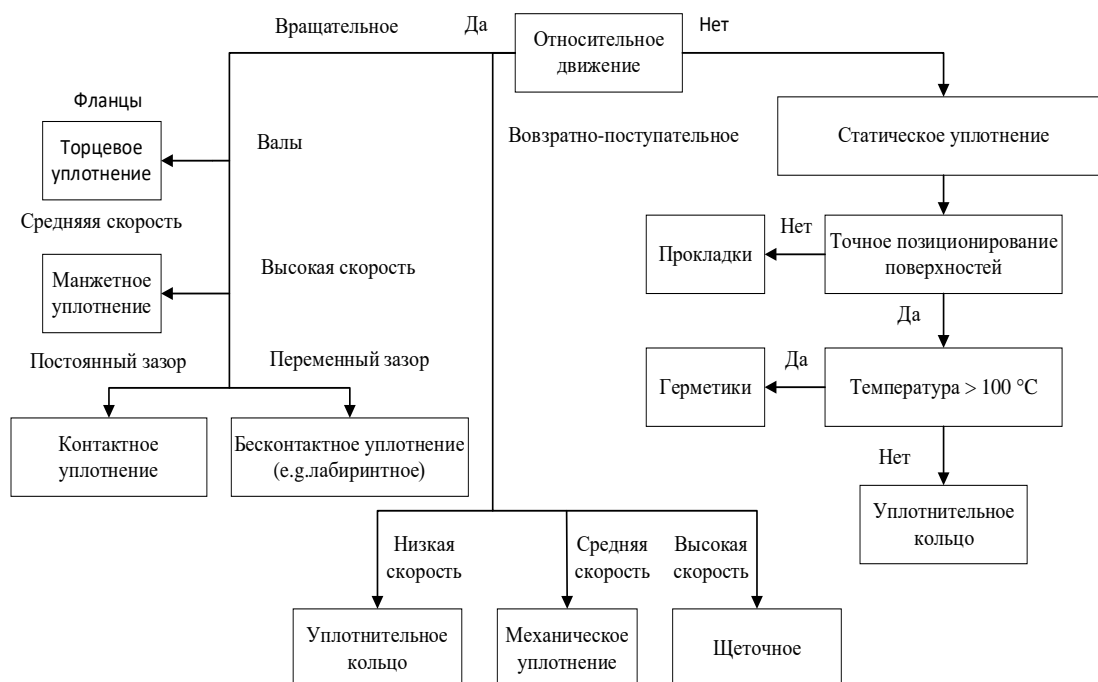 Вращательное
Да
Относительное
движение
Нет
Фланцы
Торцевое
уплотнение
Валы
Вовзратно-поступательное
Статическое уплотнение
Средняяя скорость
Нет
Точное позиционирование
поверхностей
Прокладки
Манжетное
уплотнение
Высокая скорость
Да
Постоянный зазор
Переменный зазор
Да
Температура > 100 °C
Герметики
Контактное
уплотнение
Бесконтактное уплотнение
(e.g.лабиринтное)
Нет
Уплотнительное
кольцо
Низкая
скорость
Средняя
скорость
Высокая
скорость
Уплотнительное
кольцо
Механическое
уплотнение
Щеточное